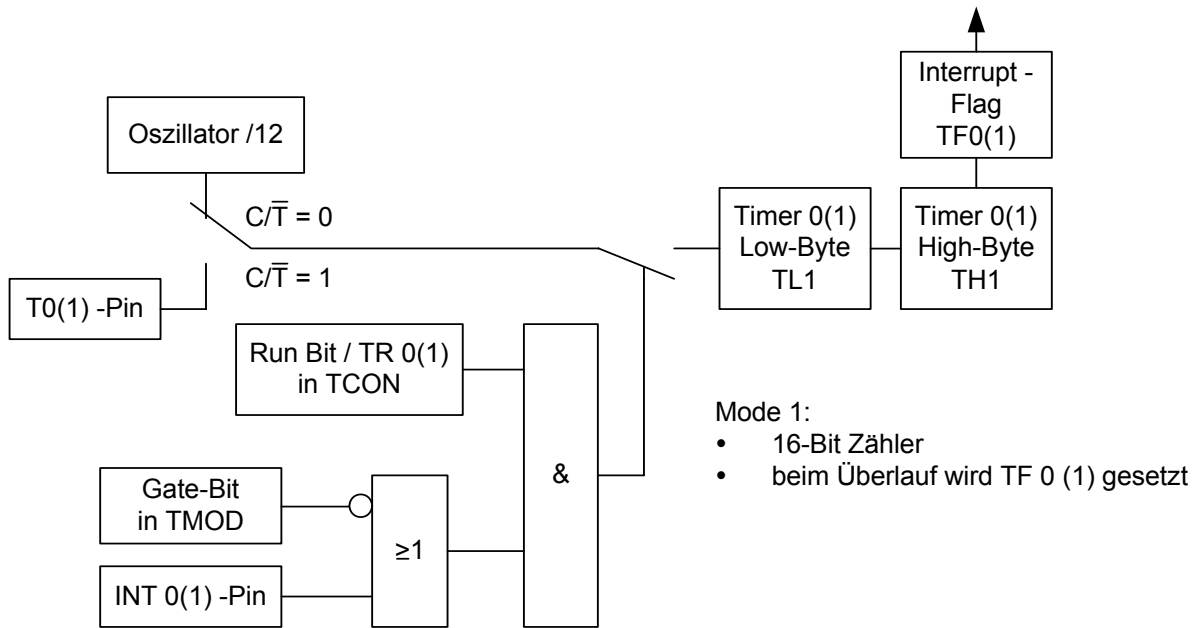 Interrupt -
Flag
TF0(1)
Oszillator /12
C/T̅ = 0
Timer 0(1)
Low-Byte
TL1
Timer 0(1)
High-Byte
TH1
C/T̅ = 1
T0(1) -Pin
Run Bit / TR 0(1)
in TCON
Mode 1:
• 16-Bit Zähler
• beim Überlauf wird TF 0 (1) gesetzt
&
Gate-Bit
in TMOD
≥1
INT 0(1) -Pin